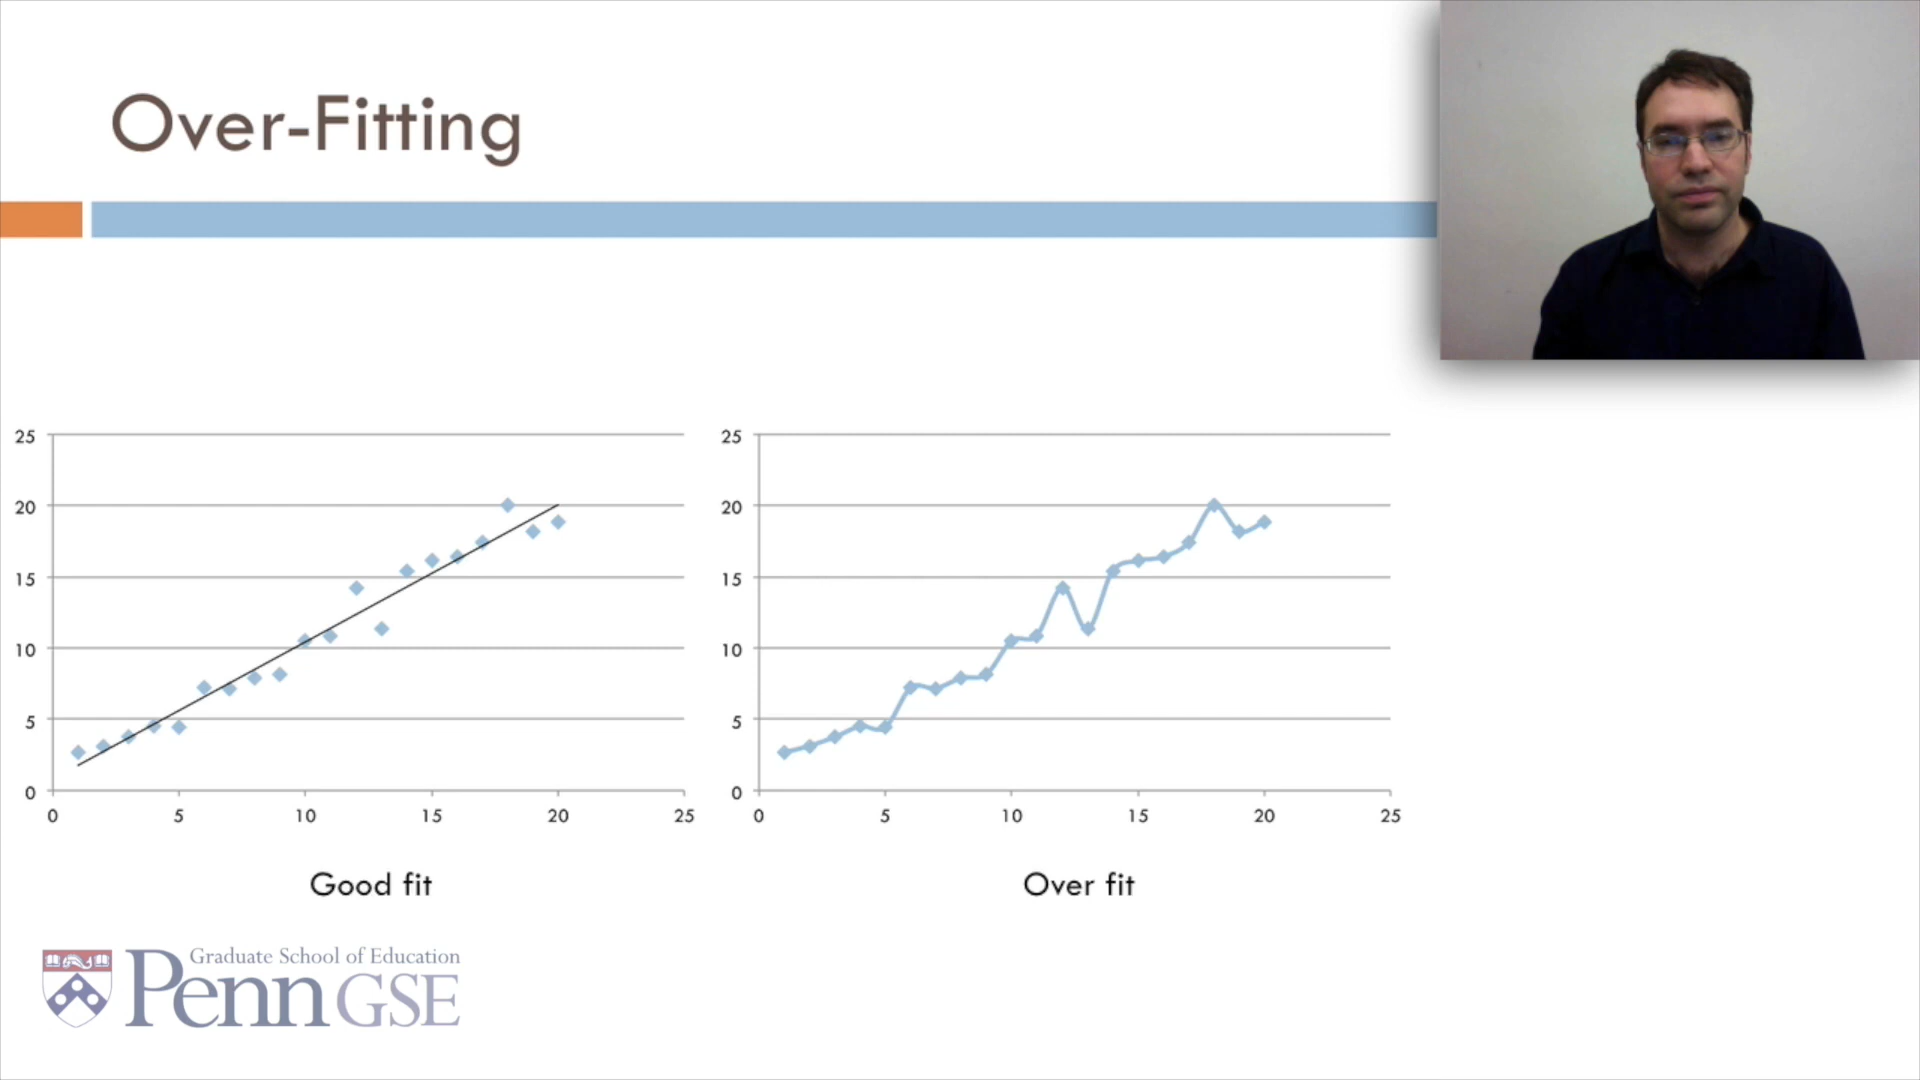 Over-Fitting
25
20
15
10
5
0
0 5 10 15 20 25
Good fit
25
20
15
10
5
0
0 5 10 15 20 25
Over fit
Graduate School of Education
Penn GSE